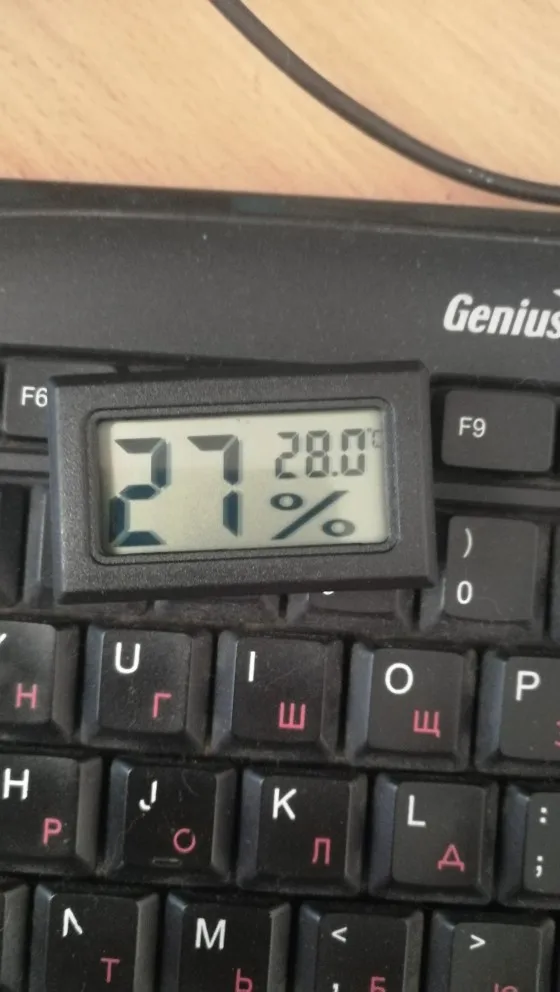 Genius
F6
F9
27 28.0°C
%
)
0
U I O P
Н Г Ш Щ
H J K L :
Р О Л Д ;
M < >
Т Ь , Б